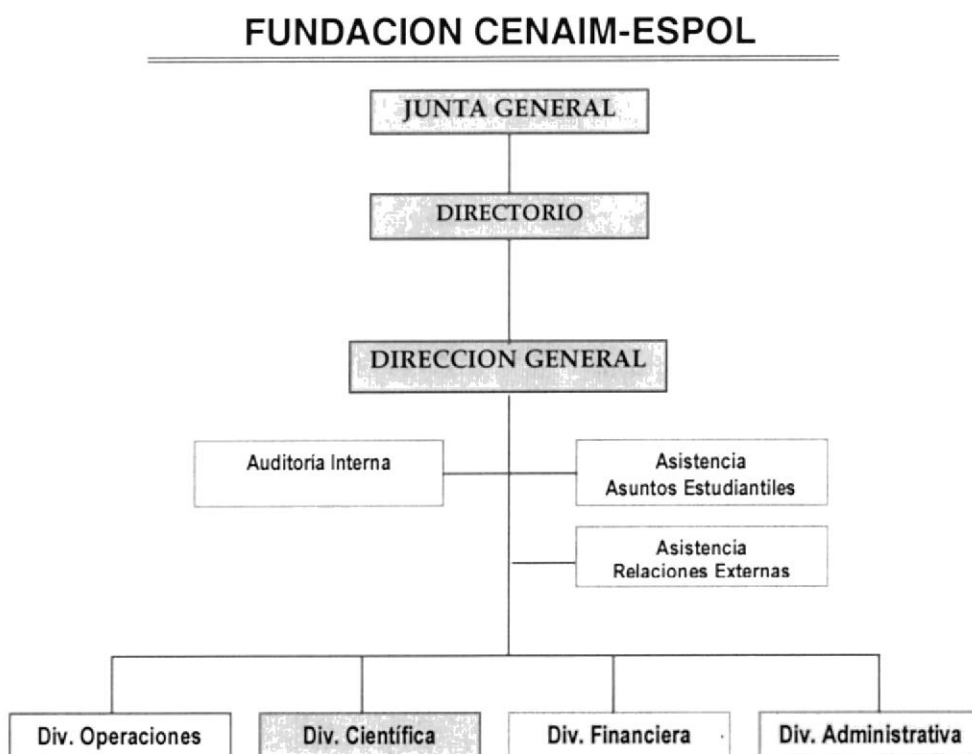 FUNDACION CENAIM-ESPOL
JUNTA GENERAL
DIRECTORIO
DIRECCION GENERAL
Auditoría Interna
Asistencia
Asuntos Estudiantiles
Asistencia
Relaciones Externas
Div. Operaciones
Div. Científica
Div. Financiera
Div. Administrativa